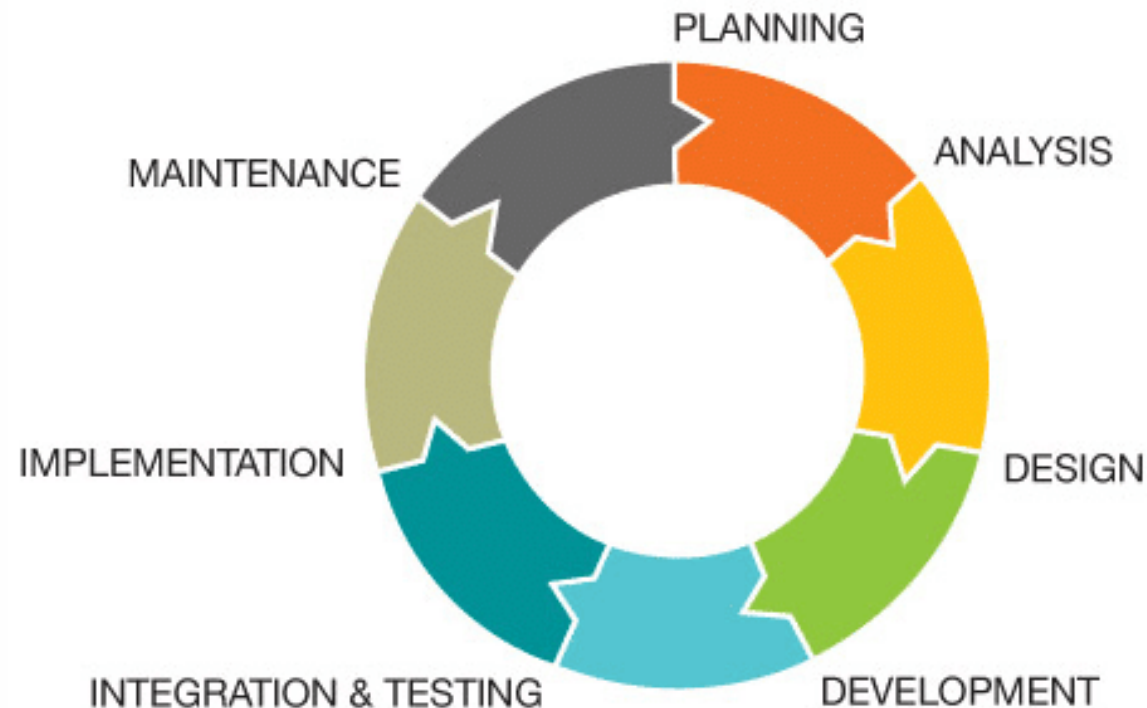 PLANNING
ANALYSIS
DESIGN
DEVELOPMENT
INTEGRATION & TESTING
IMPLEMENTATION
MAINTENANCE